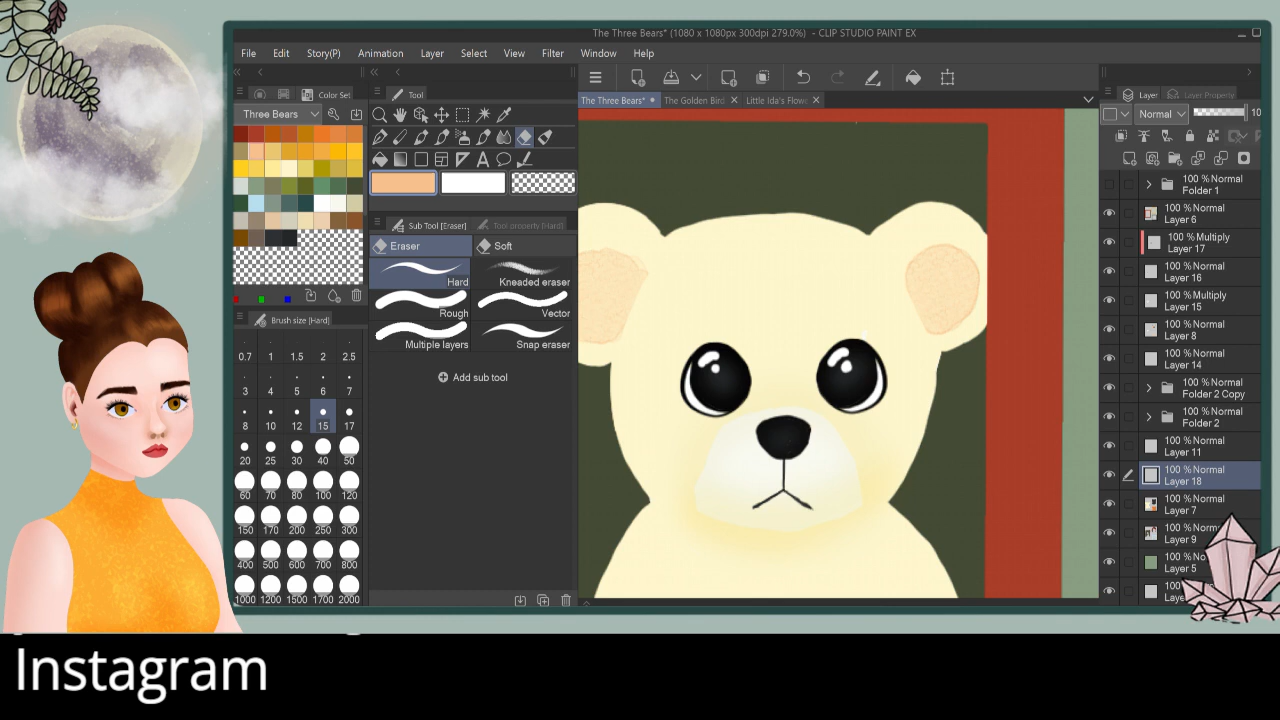 The Three Bears* (1080 x 1080px 300dpi 279.0%) - CLIP STUDIO PAINT EX
File Edit Story(P) Animation Layer Select View Filter Window Help
Color Set
Tool
Three Bears
The Three Bears*
The Golden Bird
Little Ida's Flowe
Layer
Layer Property
Normal
10
Sub Tool [Eraser]
Tool property [Hard]
Eraser
Soft
Hard
Kneaded eraser
Rough
Vector
Multiple layers
Snap eraser
Add sub tool
Brush size [Hard]
0.7 1 1.5 2 2.5
3 4 5 6 7
8 10 12 15 17
20 25 30 40 50
60 70 80 100 120
150 170 200 250 300
400 500 600 700 800
1000 1200 1500 1700 2000
100 % Normal
Folder 1
100 % Normal
Layer 6
100 % Multiply
Layer 17
100 % Normal
Layer 16
100 % Multiply
Layer 15
100 % Normal
Layer 8
100 % Normal
Layer 14
100 % Normal
Folder 2 Copy
100 % Normal
Folder 2
100 % Normal
Layer 11
100 % Normal
Layer 18
100 % Normal
Layer 7
100 % Norm
Layer 9
100 % No
Layer 5
100 %
Laye
Instagram